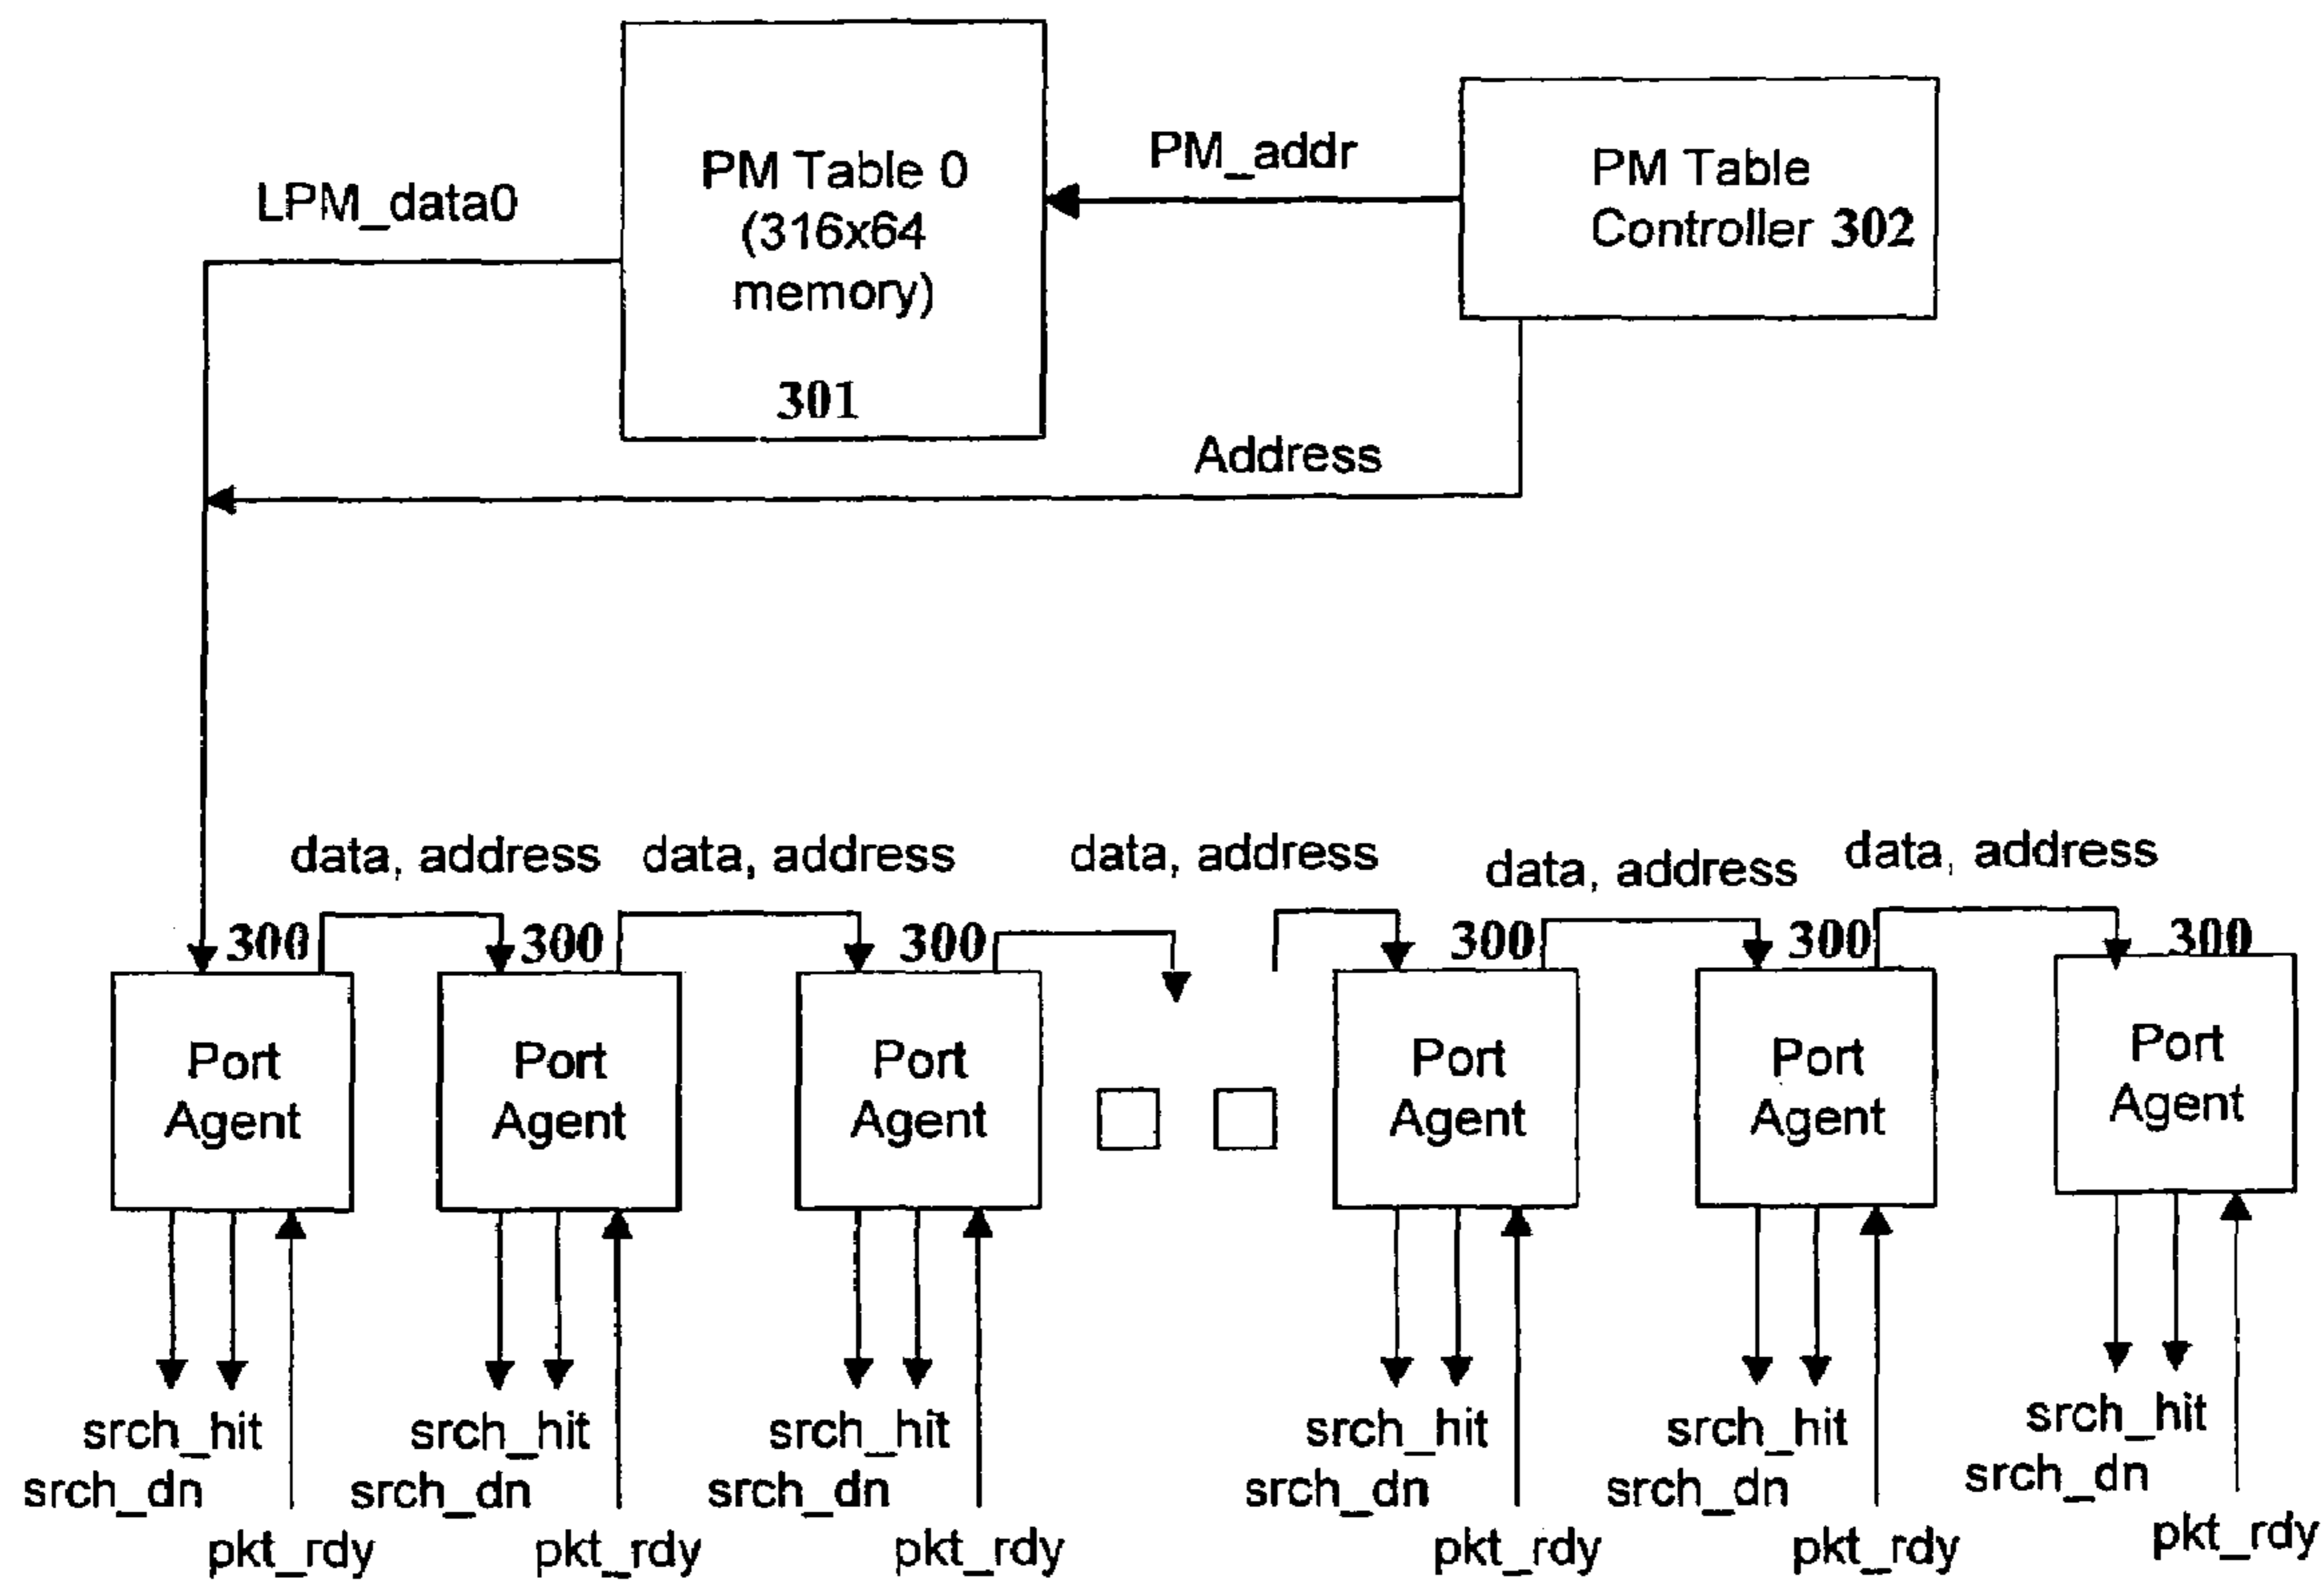 PM Table 0
(316x64
memory)
301
PM_addr
PM Table
Controller 302
LPM_data0
Address
data, address
data, address
data, address
data, address
data, address
300
300
300
300
300
300
Port
Agent
Port
Agent
Port
Agent
Port
Agent
Port
Agent
Port
Agent
srch_hit
srch_dn
pkt_rdy
srch_hit
srch_dn
pkt_rdy
srch_hit
srch_dn
pkt_rdy
srch_hit
srch_dn
pkt_rdy
srch_hit
srch_dn
pkt_rdy
srch_hit
srch_dn
pkt_rdy